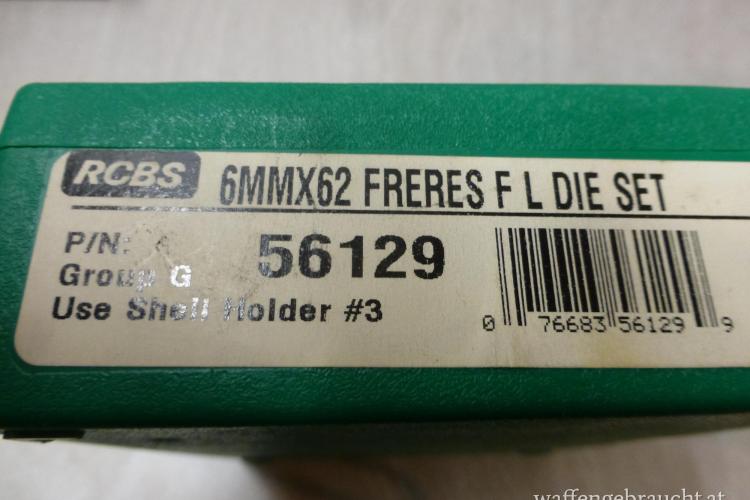 RCBS 6MMX62 FRERES F L DIE SET
P/N: 56129
Group G
Use Shell Holder #3
0 76683 56129 9
waffengebraucht.at